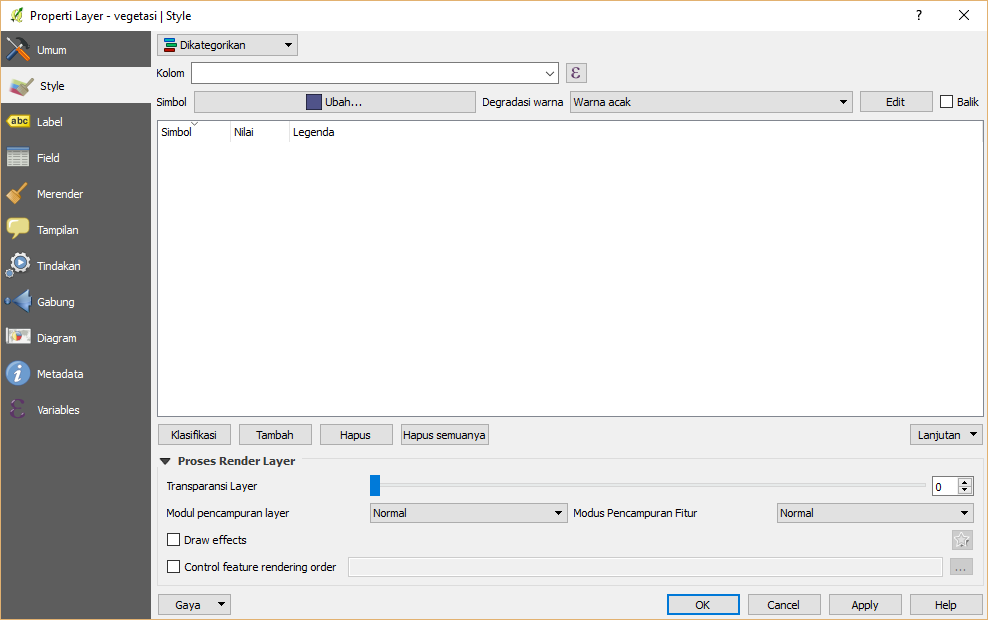 Properti Layer - vegetasi | Style
?
Umum
Style
abc Label
Field
Merender
Tampilan
Tindakan
Gabung
Diagram
i Metadata
ε Variables
Dikategorikan
Kolom ε
Simbol Ubah... Degradasi warna Warna acak Edit Balik
Simbol Nilai Legenda
Klasifikasi Tambah Hapus Hapus semuanya Lanjutan
Proses Render Layer
Transparansi Layer 0
Modul pencampuran layer Normal Modus Pencampuran Fitur Normal
Draw effects
Control feature rendering order ...
Gaya OK Cancel Apply Help